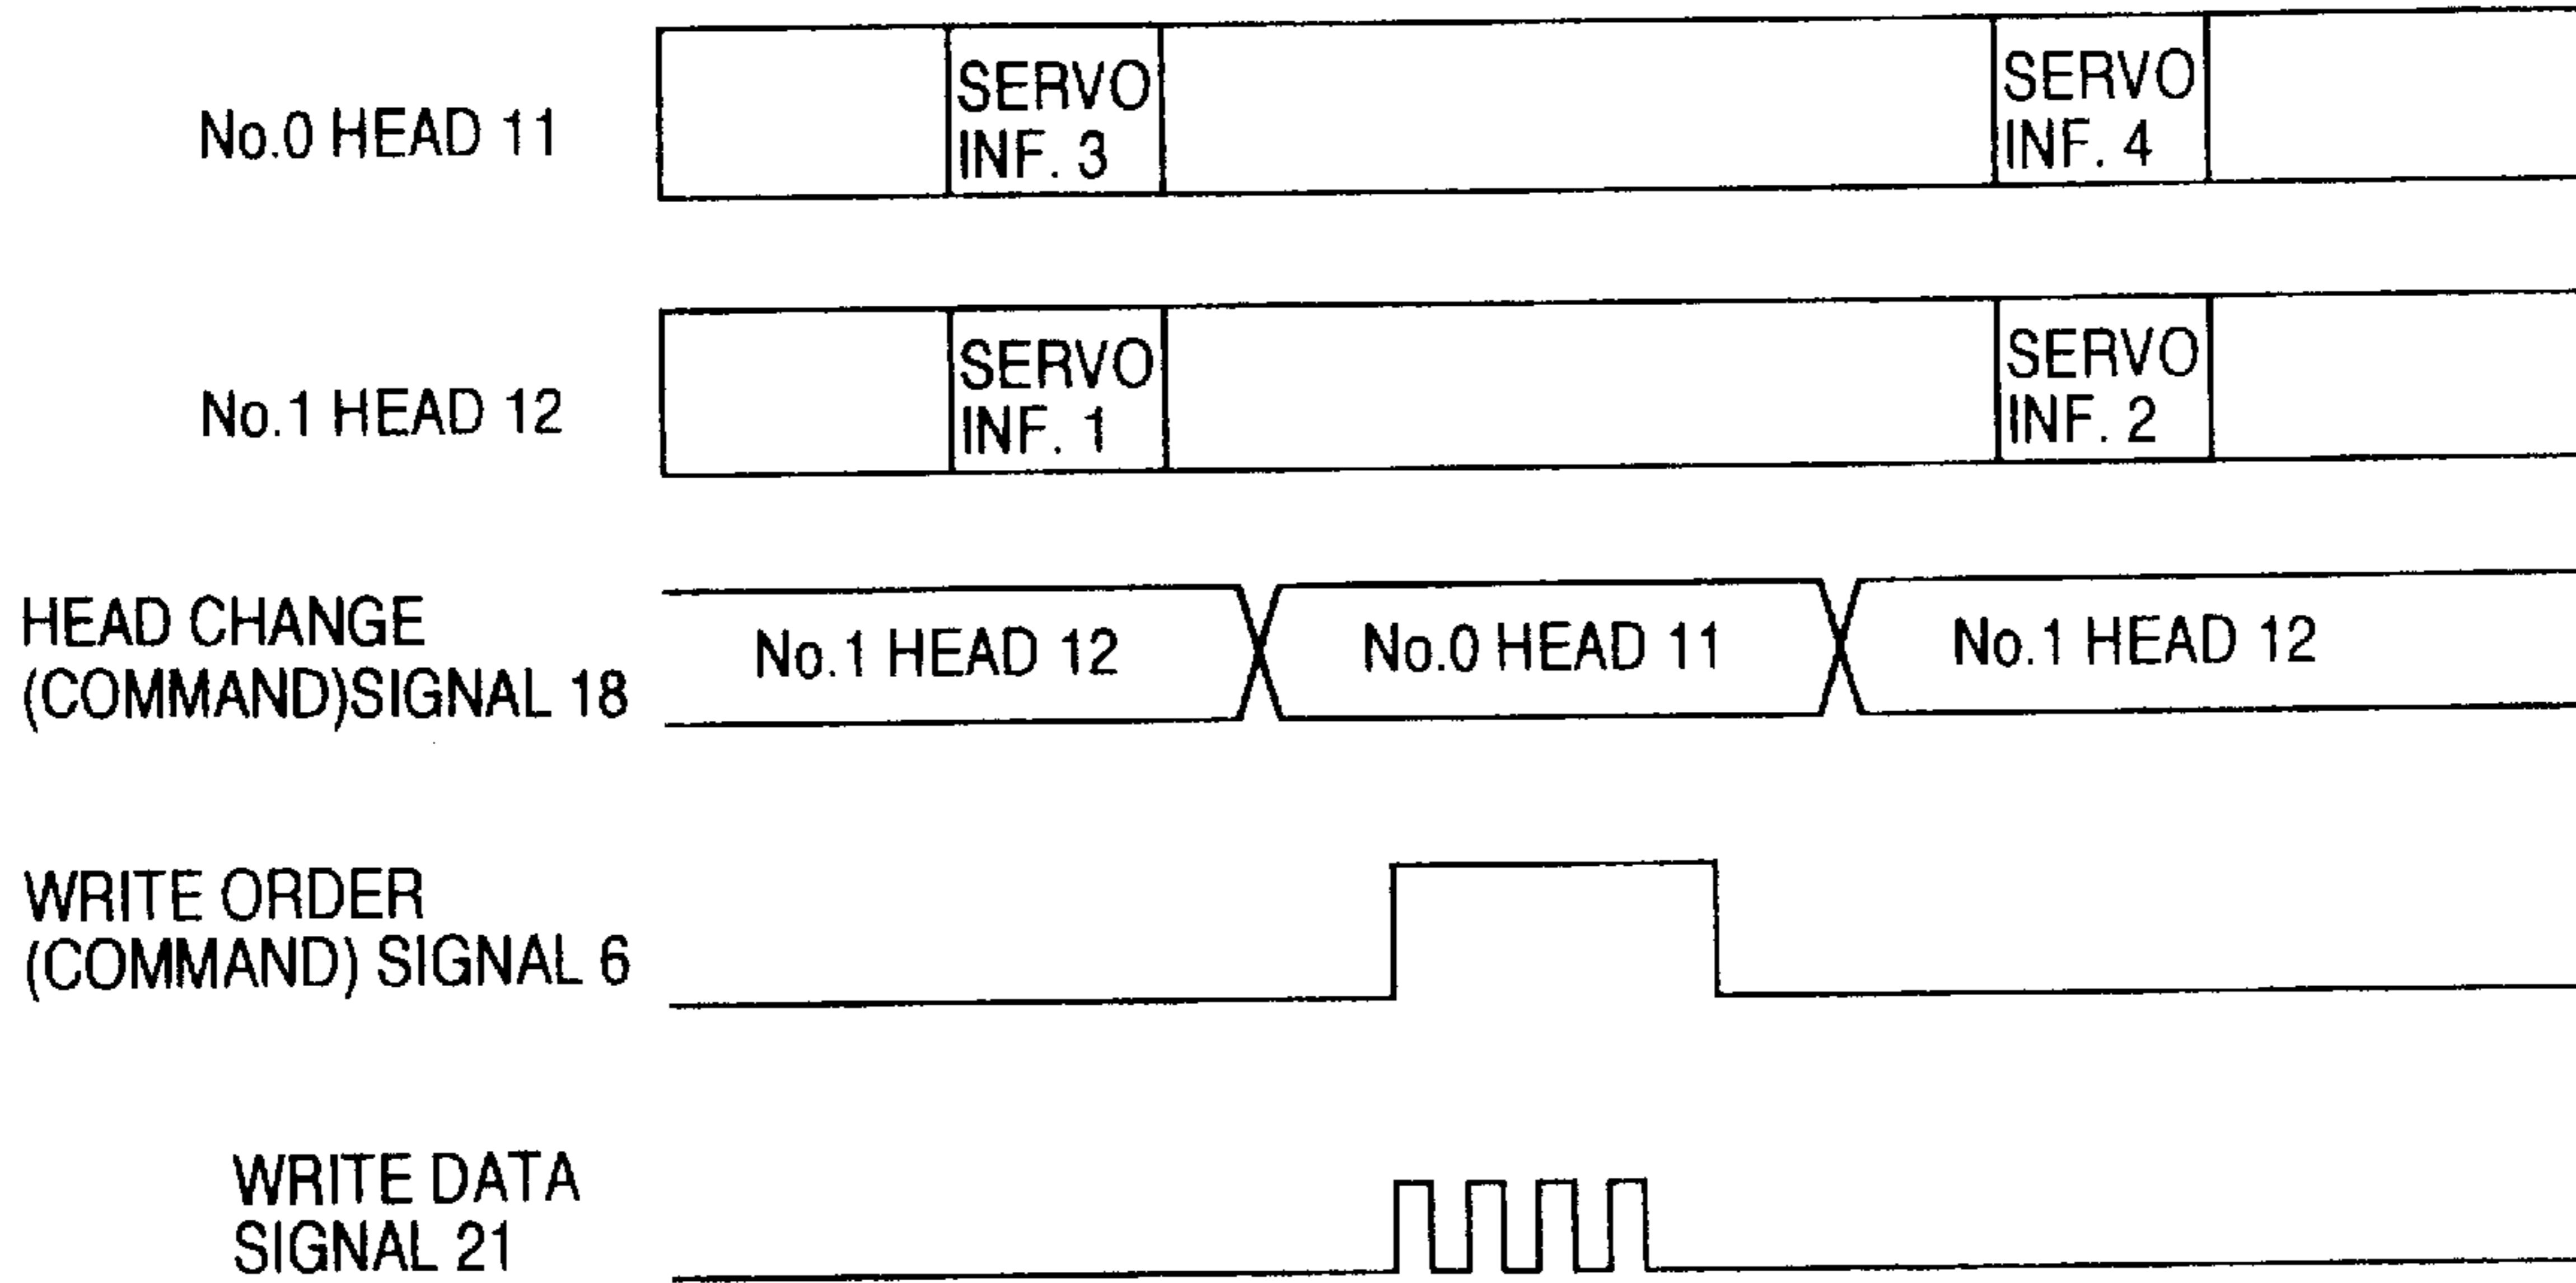 SERVO
INF. 3
SERVO
INF. 4
No.0 HEAD 11
SERVO
INF. 1
SERVO
INF. 2
No.1 HEAD 12
HEAD CHANGE
(COMMAND)SIGNAL 18
No.1 HEAD 12
No.0 HEAD 11
No.1 HEAD 12
WRITE ORDER
(COMMAND) SIGNAL 6
WRITE DATA
SIGNAL 21